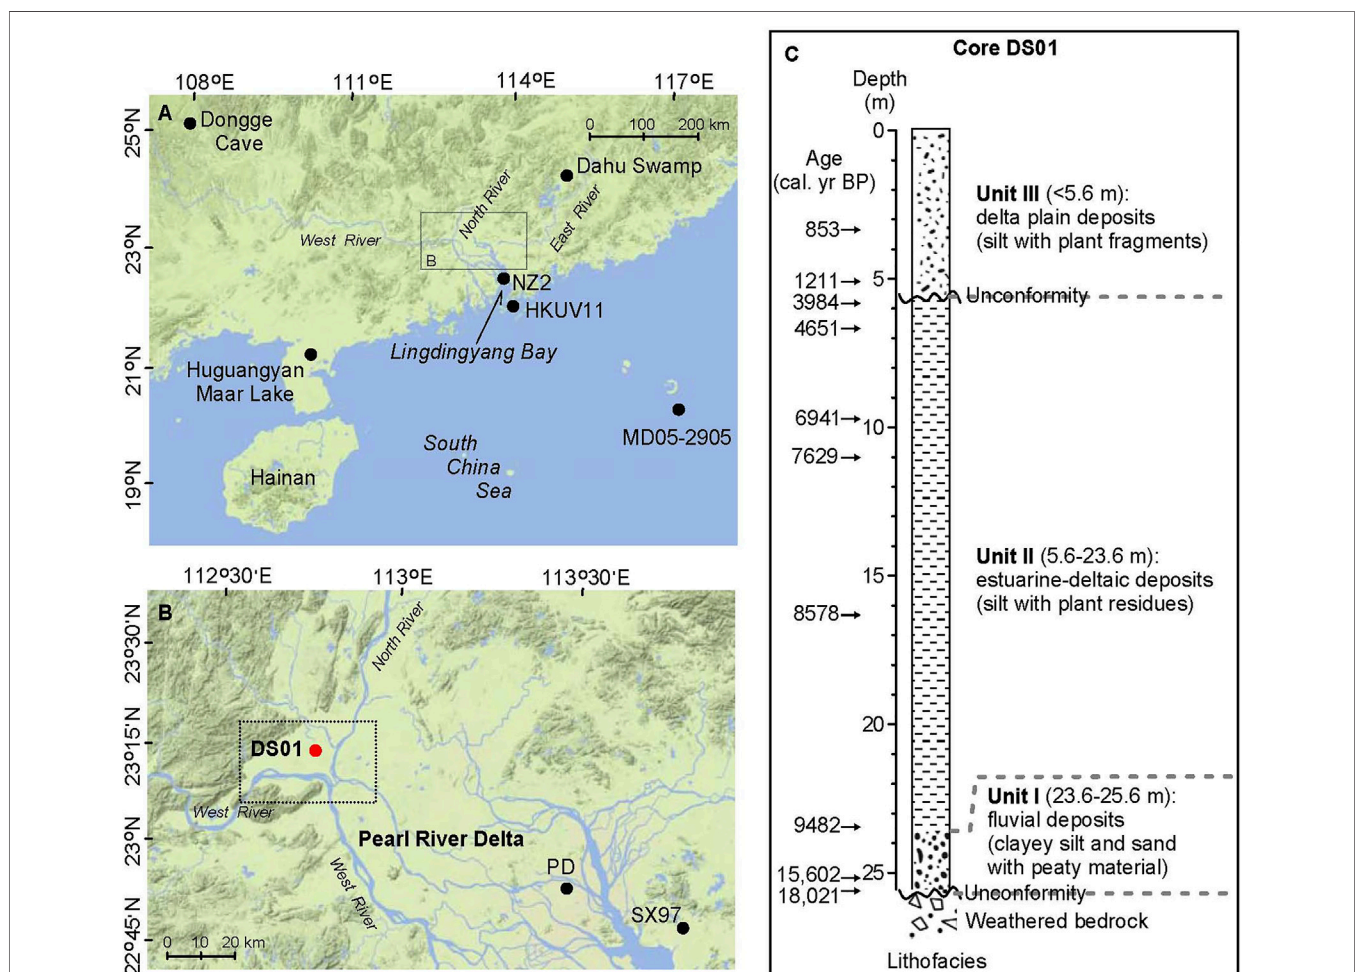 108°E 111°E 114°E 117°E
A
25°N
23°N
21°N
19°N
Dongge
Cave
0 100 200 km
Dahu Swamp
North River
East River
West River
B
NZ2
HKUV11
Lingdingyang Bay
Huguangyan
Maar Lake
MD05-2905
South
China
Sea
Hainan
112°30'E 113°E 113°30'E
B
23°30'N
23°15'N
23°N
22°45'N
North River
DS01
West River
Pearl River Delta
West River
PD
SX97
0 10 20 km
C
Core DS01
Depth
(m)
Age
(cal. yr BP)
0
5
10
15
20
25
853
1211
3984
4651
6941
7629
8578
9482
15,602
18,021
Unit III (<5.6 m):
delta plain deposits
(silt with plant fragments)
Unconformity
Unit II (5.6-23.6 m):
estuarine-deltaic deposits
(silt with plant residues)
Unit I (23.6-25.6 m):
fluvial deposits
(clayey silt and sand
with peaty material)
Unconformity
Weathered bedrock
Lithofacies